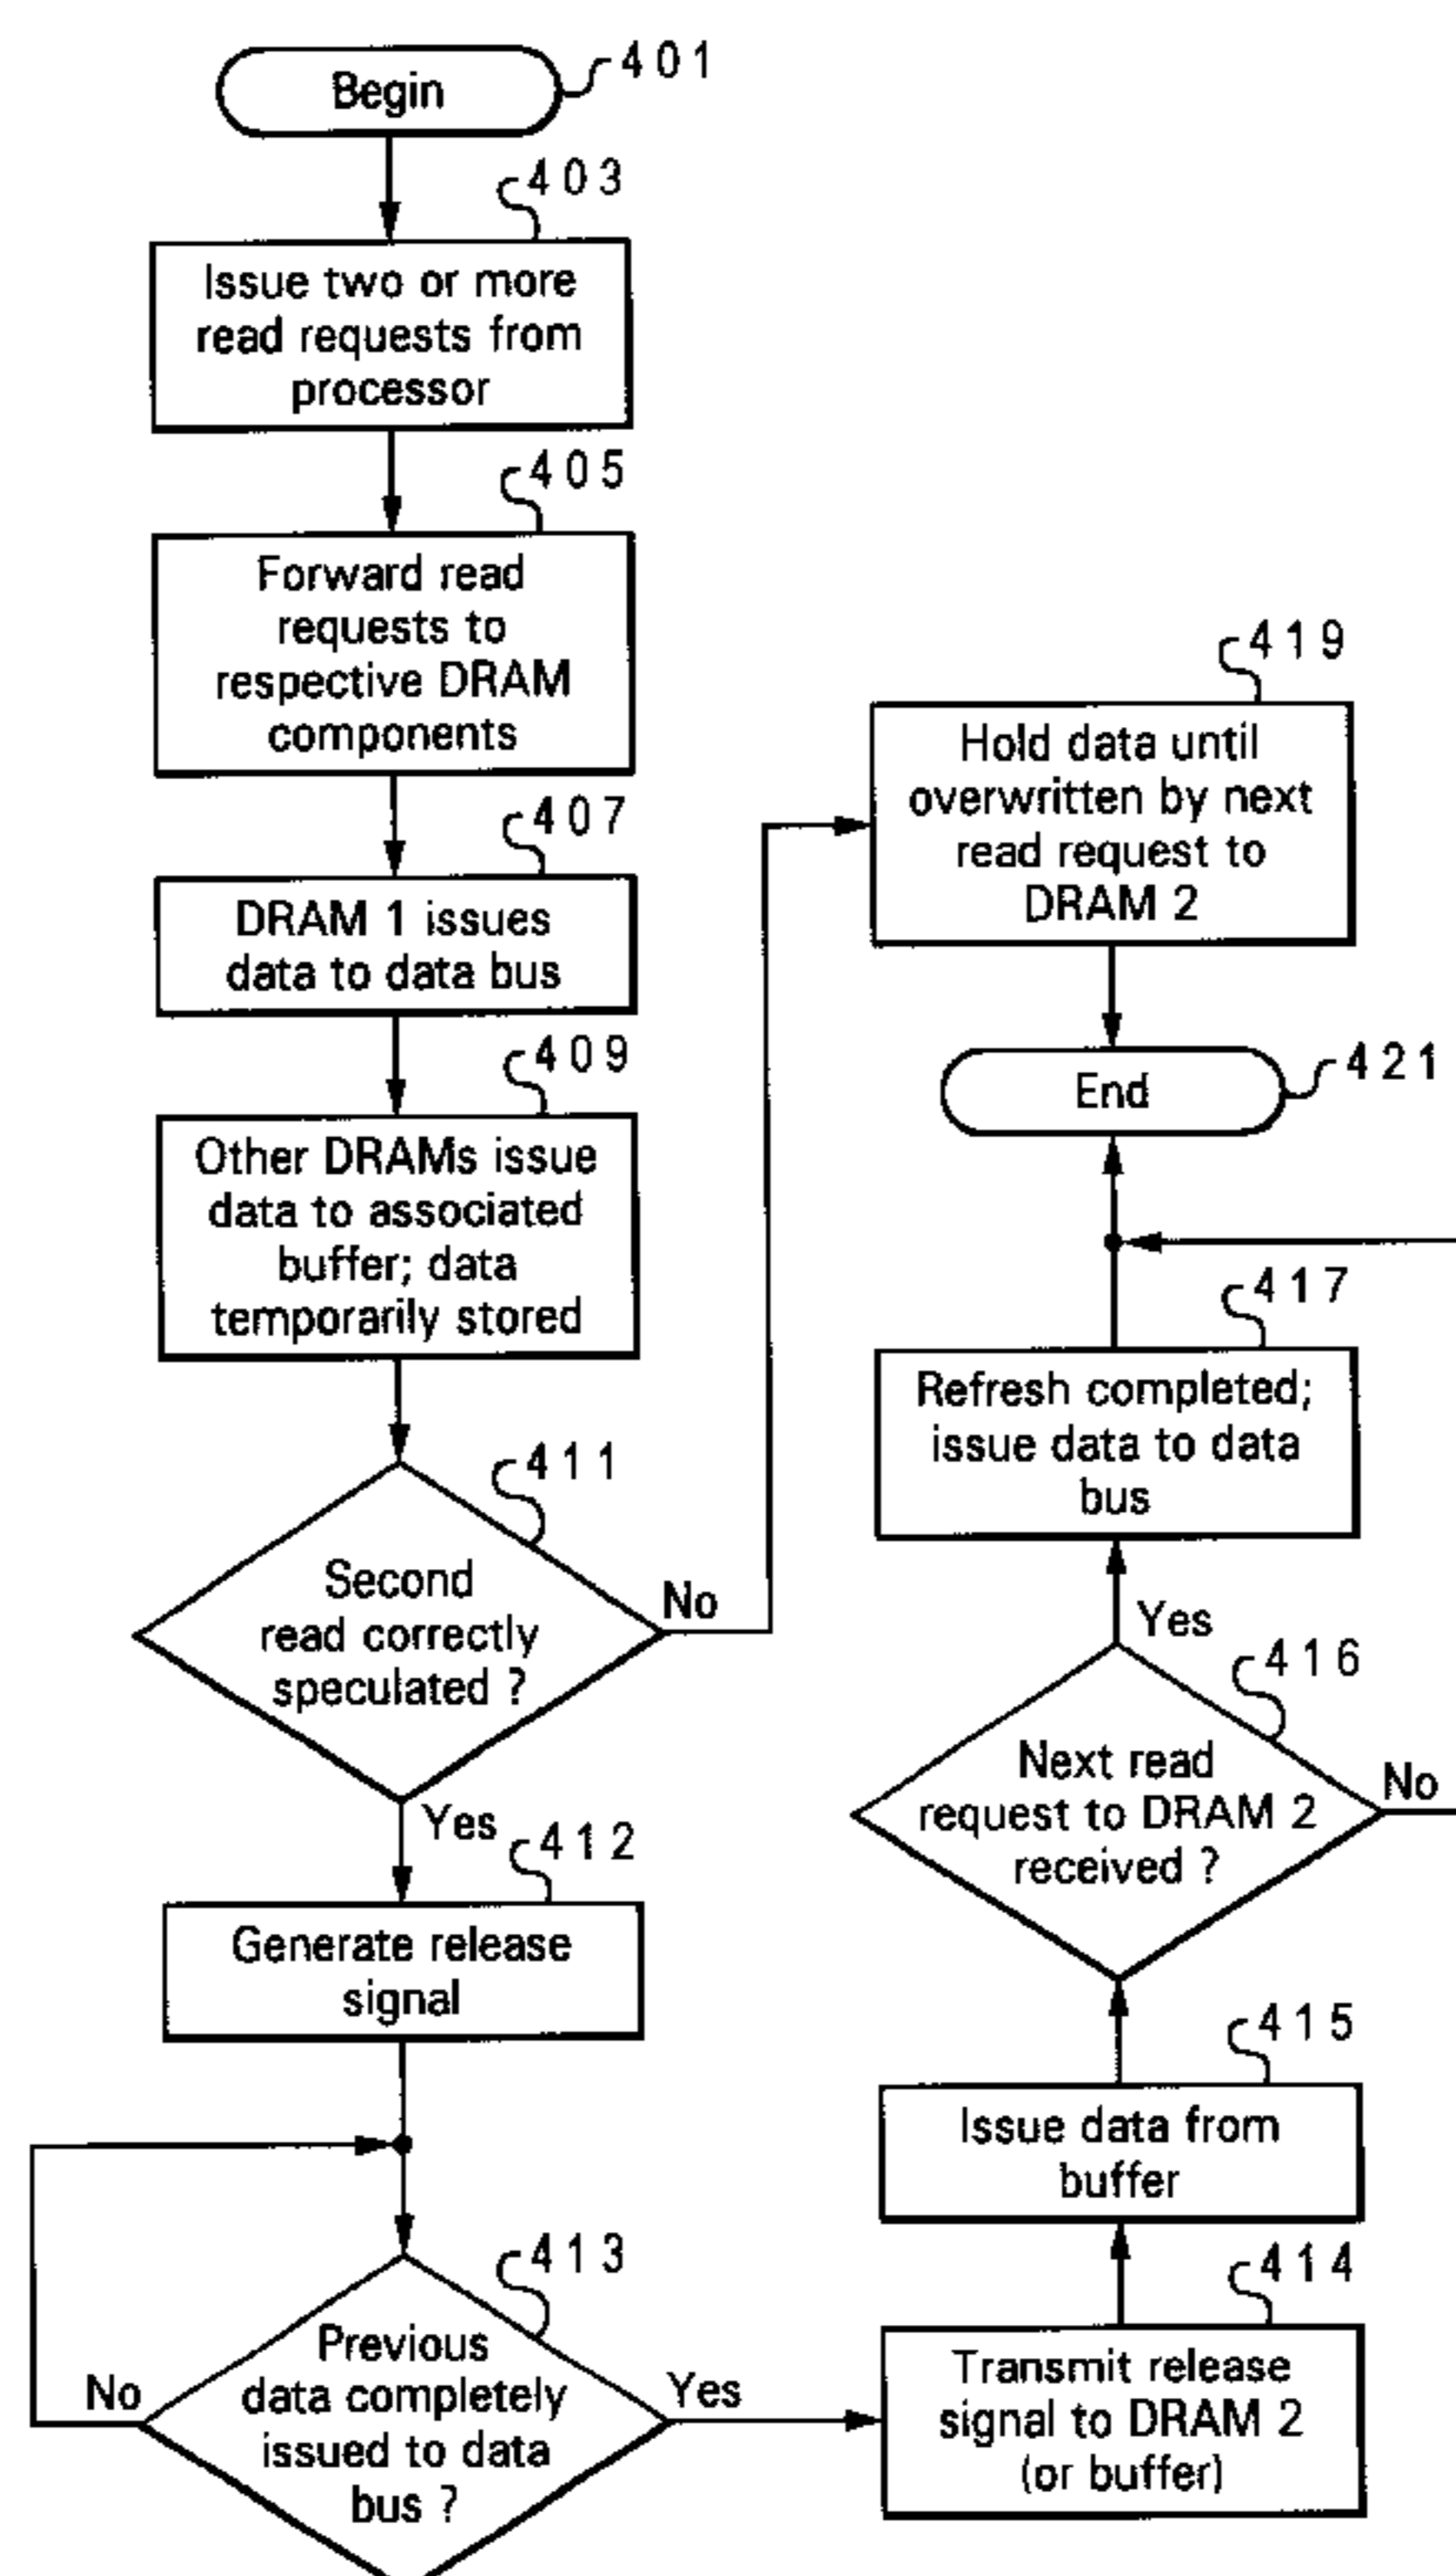 Begin
401
403
Issue two or more
read requests from
processor
405
Forward read
requests to
respective DRAM
components
407
DRAM 1 issues
data to data bus
409
Other DRAMs issue
data to associated
buffer; data
temporarily stored
411
Second
read correctly
speculated ?
No
Yes
412
Generate release
signal
413
Previous
data completely
issued to data
bus ?
No
Yes
414
Transmit release
signal to DRAM 2
(or buffer)
415
Issue data from
buffer
416
Next read
request to DRAM 2
received ?
No
Yes
417
Refresh completed;
issue data to data
bus
419
Hold data until
overwritten by next
read request to
DRAM 2
End
421